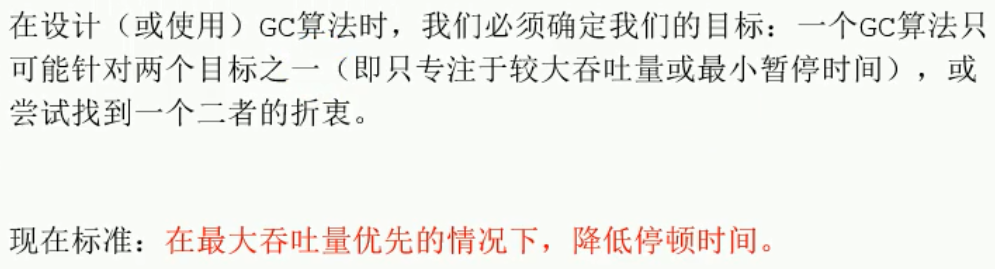 在设计（或使用）GC算法时，我们必须确定我们的目标：一个GC算法只
可能针对两个目标之一（即只专注于较大吞吐量或最小暂停时间），或
尝试找到一个二者的折衷。
现在标准：在最大吞吐量优先的情况下，降低停顿时间。